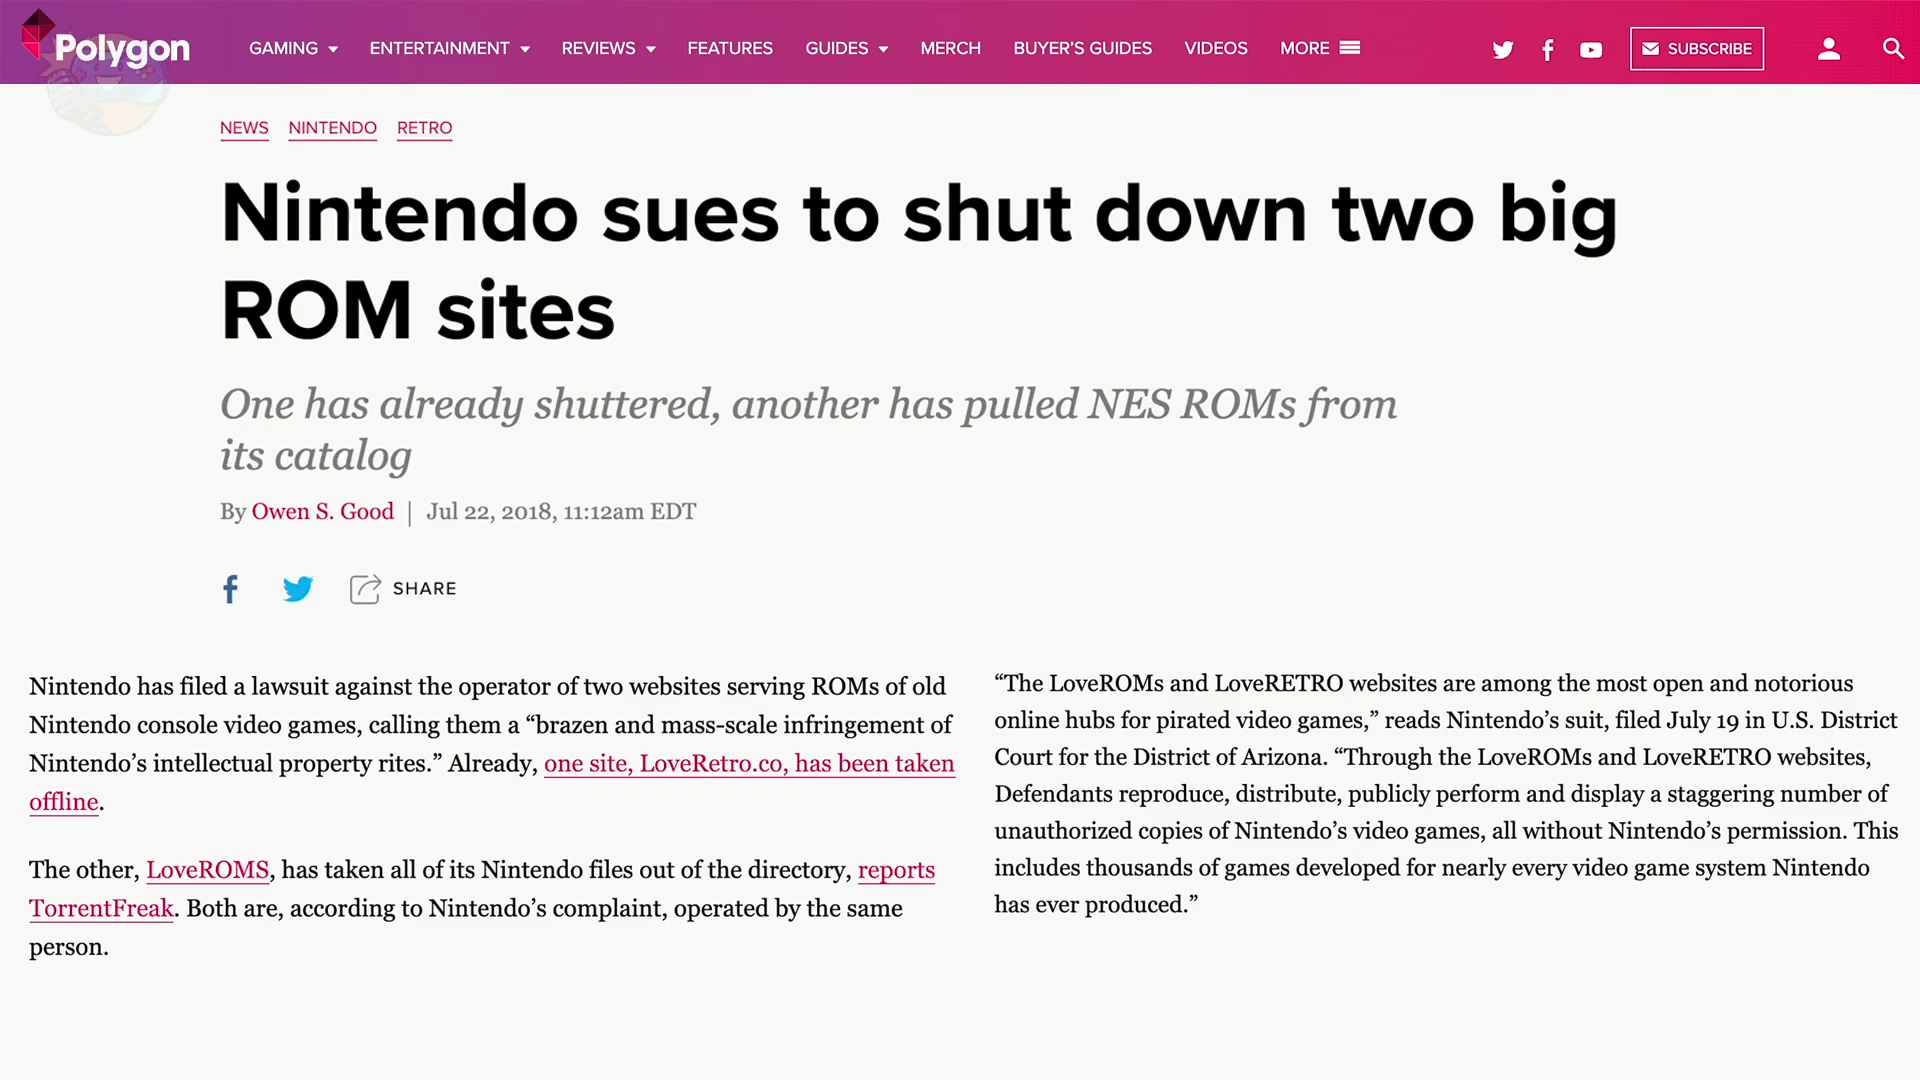 Polygon
GAMING
ENTERTAINMENT
REVIEWS
FEATURES
GUIDES
MERCH
BUYER'S GUIDES
VIDEOS
MORE
SUBSCRIBE
NEWS
NINTENDO
RETRO
Nintendo sues to shut down two big
ROM sites
One has already shuttered, another has pulled NES ROMs from
its catalog
By Owen S. Good | Jul 22, 2018, 11:12am EDT
SHARE
Nintendo has filed a lawsuit against the operator of two websites serving ROMs of old
Nintendo console video games, calling them a “brazen and mass-scale infringement of
Nintendo’s intellectual property rites.” Already, one site, LoveRetro.co, has been taken
offline.
The other, LoveROMS, has taken all of its Nintendo files out of the directory, reports
TorrentFreak. Both are, according to Nintendo’s complaint, operated by the same
person.
“The LoveROMs and LoveRETRO websites are among the most open and notorious
online hubs for pirated video games,” reads Nintendo’s suit, filed July 19 in U.S. District
Court for the District of Arizona. “Through the LoveROMs and LoveRETRO websites,
Defendants reproduce, distribute, publicly perform and display a staggering number of
unauthorized copies of Nintendo’s video games, all without Nintendo’s permission. This
includes thousands of games developed for nearly every video game system Nintendo
has ever produced.”